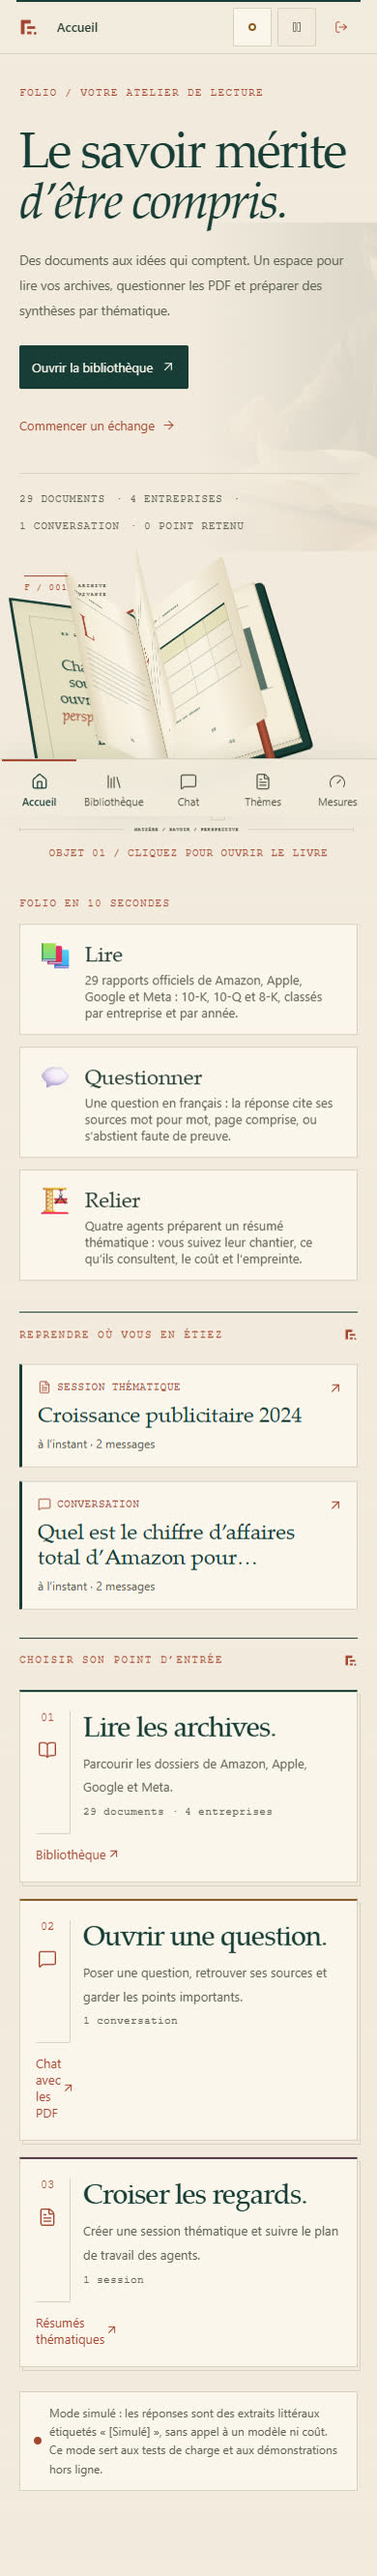 Accueil
FOLIO / VOTRE ATELIER DE LECTURE
Le savoir mérite
d’être compris.
Des documents aux idées qui comptent. Un espace pour
lire vos archives, questionner les PDF et préparer des
synthèses par thématique.
Ouvrir la bibliothèque
Commencer un échange
29 DOCUMENTS · 4 ENTREPRISES ·
1 CONVERSATION · 0 POINT RETENU
F / 001
Accueil
Bibliothèque
Chat
Thèmes
Mesures
MATIÈRE / SAVOIR / PERSPECTIVE
OBJET 01 / CLIQUEZ POUR OUVRIR LE LIVRE
FOLIO EN 10 SECONDES
Lire
29 rapports officiels de Amazon, Apple,
Google et Meta : 10-K, 10-Q et 8-K, classés
par entreprise et par année.
Questionner
Une question en français : la réponse cite ses
sources mot pour mot, page comprise, ou
s’abstient faute de preuve.
Relier
Quatre agents préparent un résumé
thématique : vous suivez leur chantier, ce
qu’ils consultent, le coût et l’empreinte.
REPRENDRE OÙ VOUS EN ÉTIEZ
SESSION THÉMATIQUE
Croissance publicitaire 2024
à l’instant · 2 messages
CONVERSATION
Quel est le chiffre d’affaires
total d’Amazon pour…
à l’instant · 2 messages
CHOISIR SON POINT D’ENTRÉE
01
Lire les archives.
Parcourir les dossiers de Amazon, Apple,
Google et Meta.
29 documents · 4 entreprises
Bibliothèque
02
Ouvrir une question.
Poser une question, retrouver ses sources et
garder les points importants.
1 conversation
Chat
avec
les
PDF
03
Croiser les regards.
Créer une session thématique et suivre le plan
de travail des agents.
1 session
Résumés
thématiques
Mode simulé : les réponses sont des extraits littéraux
étiquetés « [Simulé] », sans appel à un modèle ni coût.
Ce mode sert aux tests de charge et aux démonstrations
hors ligne.